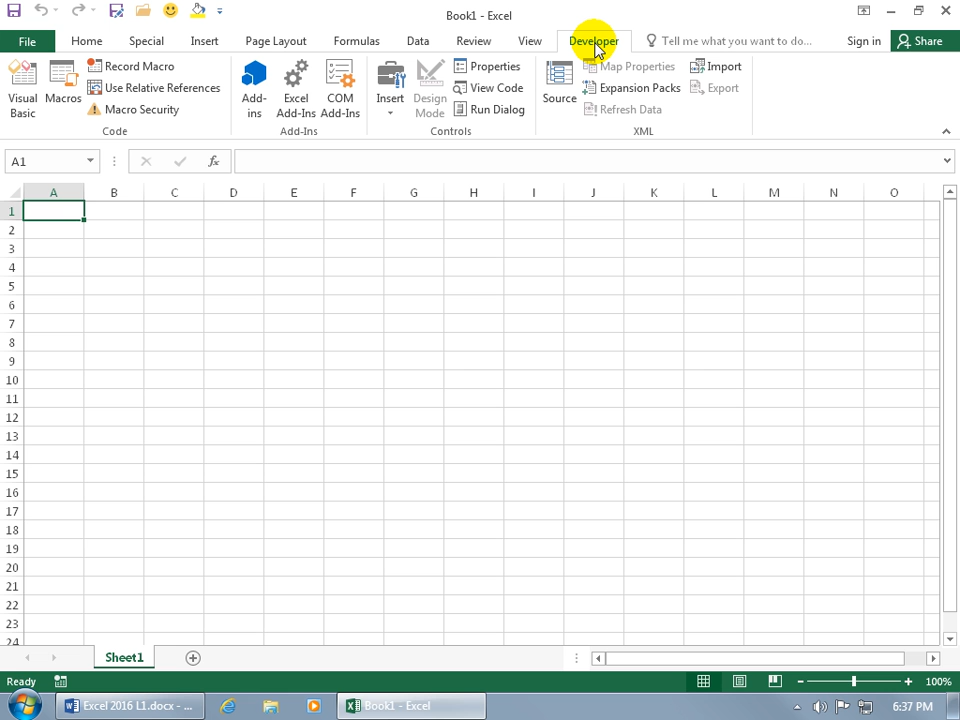 Book1 - Excel
File Home Special Insert Page Layout Formulas Data Review View Developer Tell me what you want to do... Sign in Share
Visual Basic
Macros
Record Macro
Use Relative References
Macro Security
Code
Add-ins
Excel Add-Ins
COM Add-Ins
Add-Ins
Insert
Design Mode
Properties
View Code
Run Dialog
Controls
Source
Map Properties
Expansion Packs
Refresh Data
Import
Export
XML
A1 fx
A B C D E F G H I J K L M N O
1
2
3
4
5
6
7
8
9
10
11
12
13
14
15
16
17
18
19
20
21
22
23
24
Sheet1
Ready 100%
Excel 2016 L1.docx - ... Book1 - Excel 6:37 PM